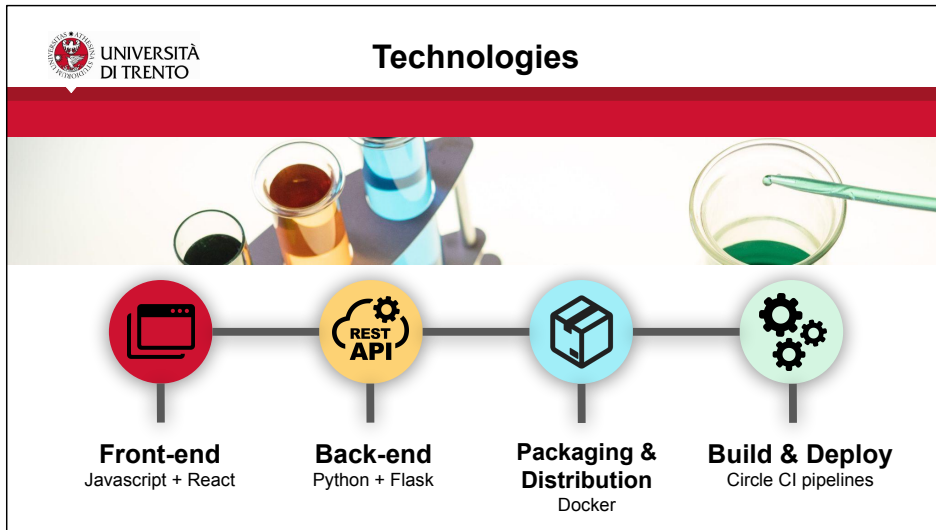 UNIVERSITÀ
DI TRENTO
Technologies
REST
API
Front-end
Javascript + React
Back-end
Python + Flask
Packaging &
Distribution
Docker
Build & Deploy
Circle CI pipelines